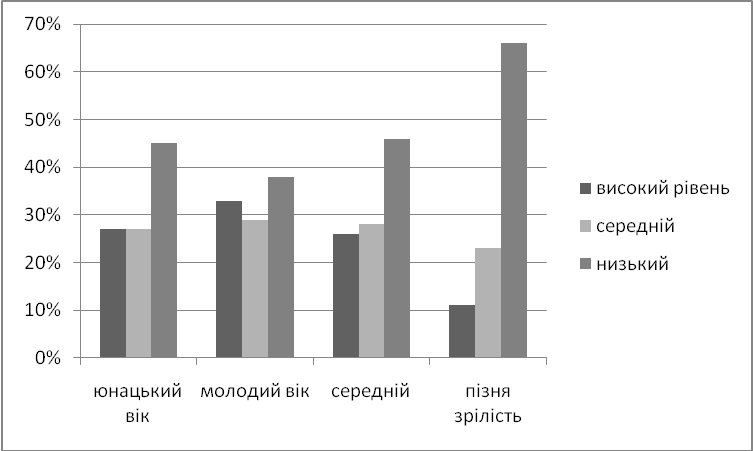 70%
60%
50%
40%
30%
20%
10%
0%
юнацький
вік
молодий вік
середній
пізня
зрілість
високий рівень
середній
низький